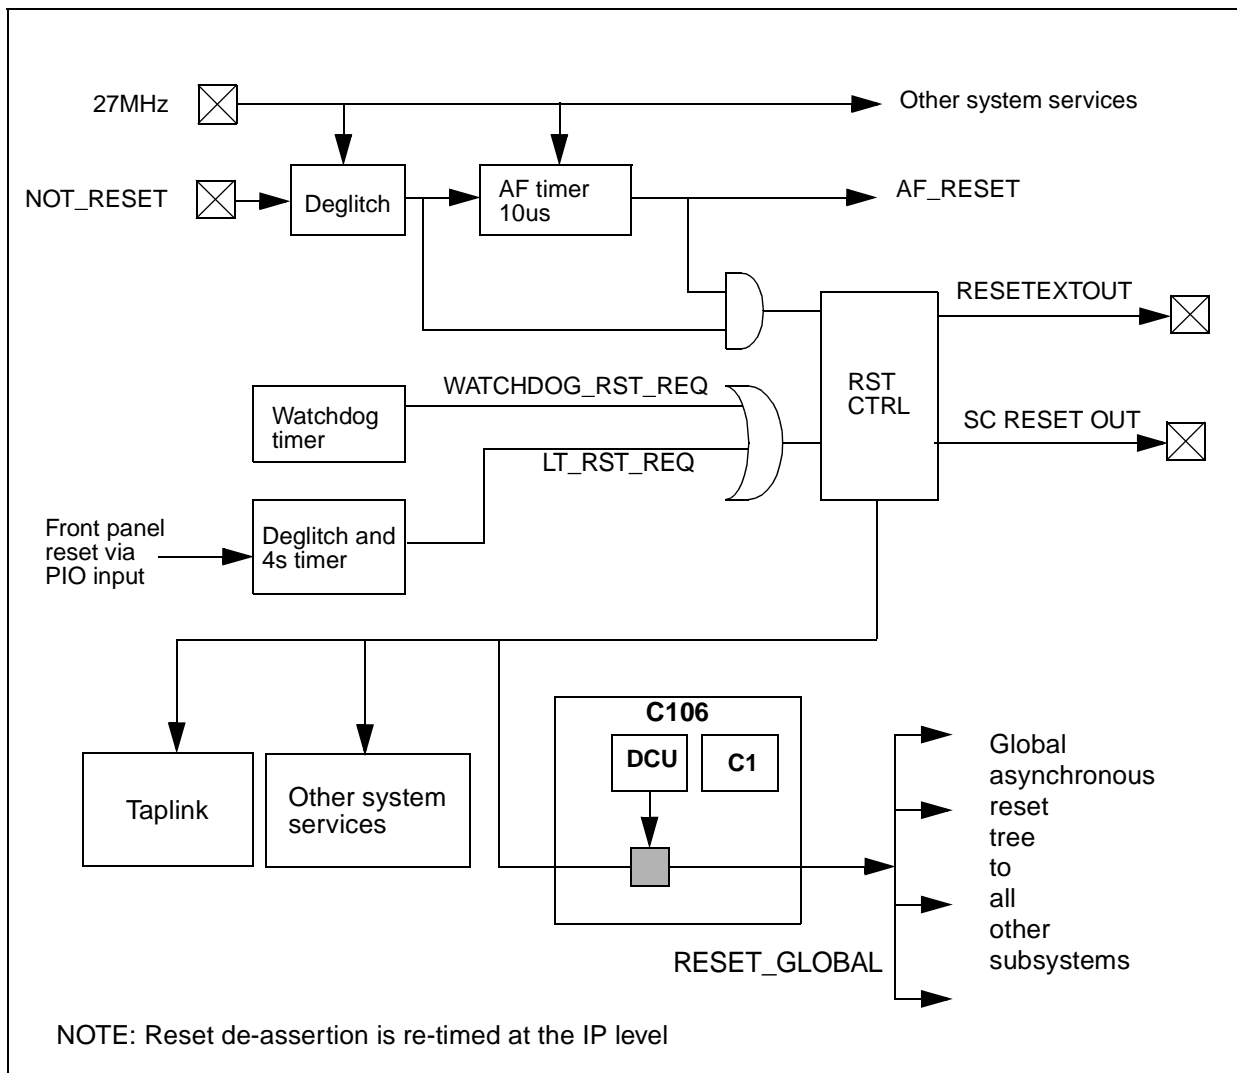 27MHz
Other system services
NOT_RESET
Deglitch
AF timer
10us
AF_RESET
RESETEXTOUT
WATCHDOG_RST_REQ
Watchdog
timer
LT_RST_REQ
RST
CTRL
SC RESET OUT
Front panel
reset via
PIO input
Deglitch and
4s timer
C106
DCU
C1
Taplink
Other system
services
Global
asynchronous
reset
tree
to
all
other
subsystems
RESET_GLOBAL
NOTE: Reset de-assertion is re-timed at the IP level